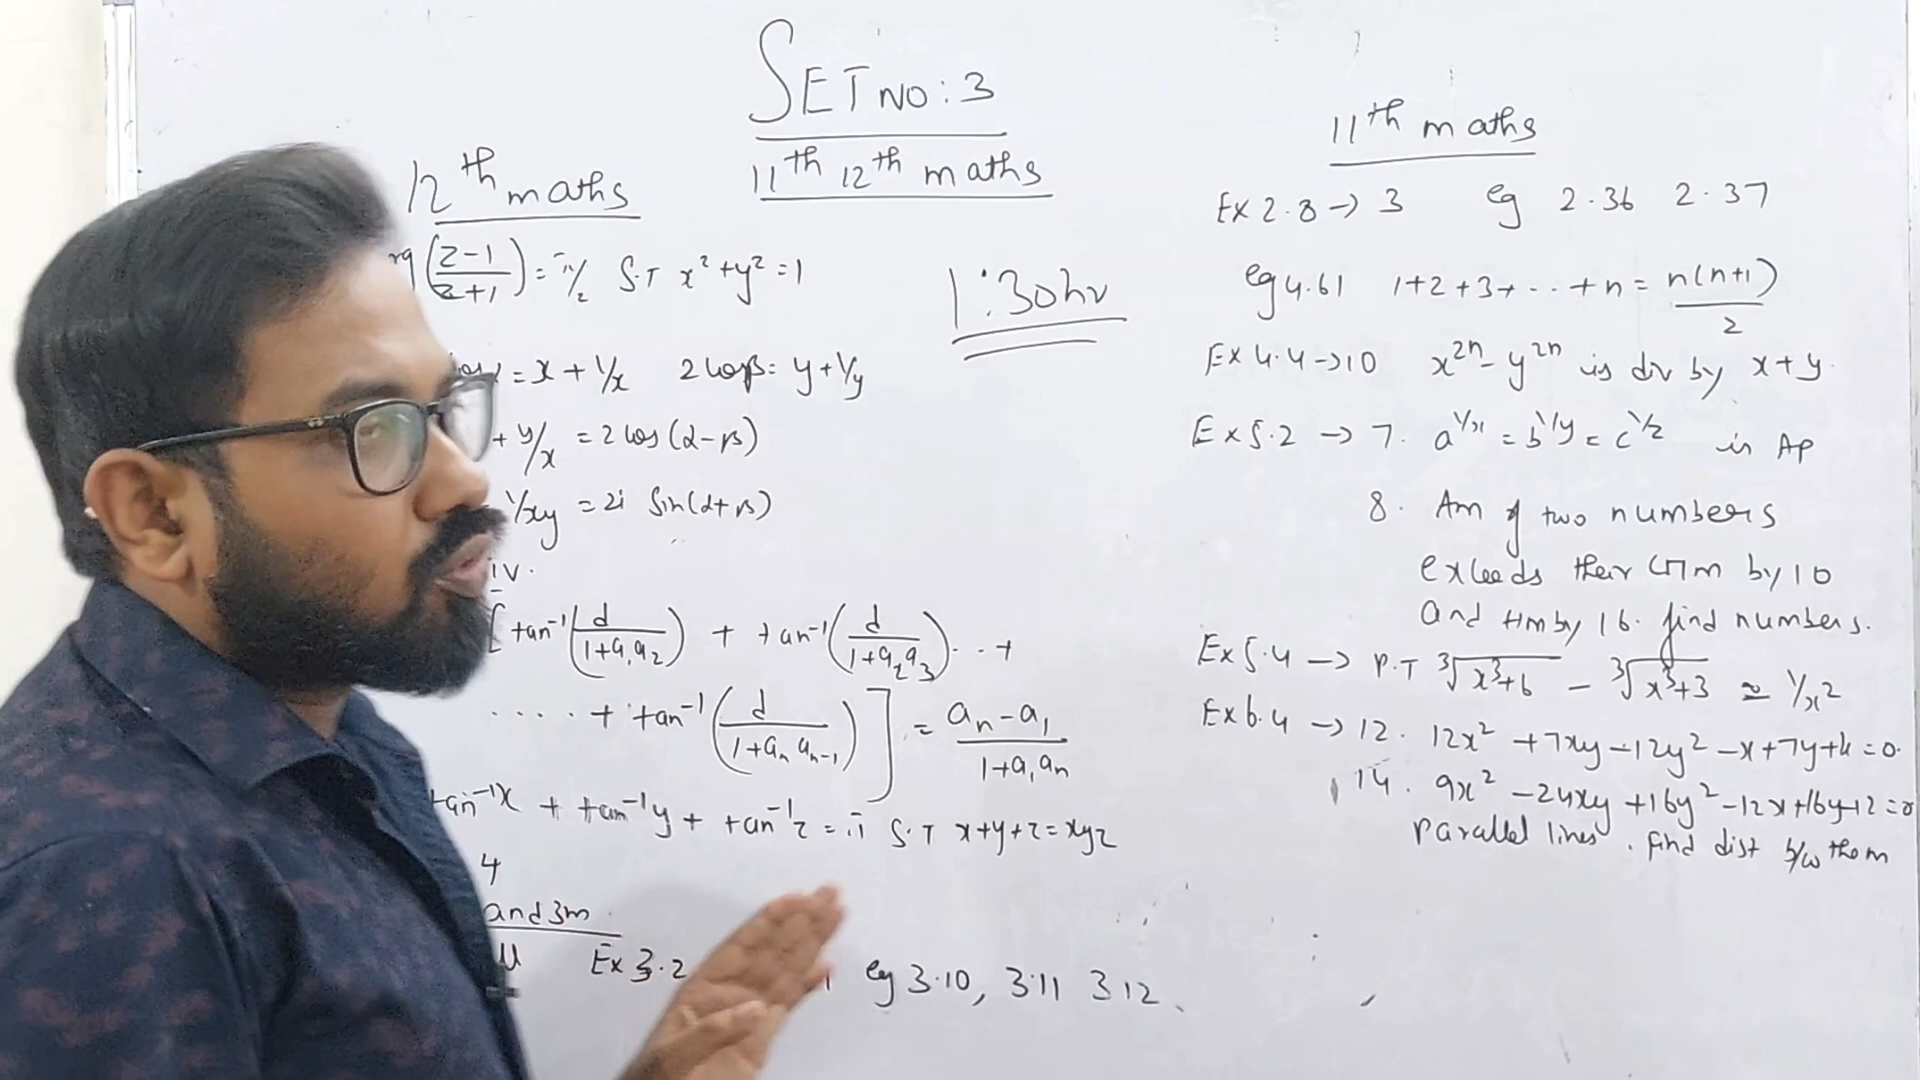 SET NO: 3
11th 12th maths
1:30hr
12th maths
rg (z-1/z+1) = π/2 S.T x² + y² = 1
= x + 1/x 2cosβ = y + 1/y
+ y/x = 2cos(α-β)
1/xy = 2i Sin(α+β)
iv.
[tan⁻¹(d/1+a₁a₂) + tan⁻¹(d/1+a₂a₃)...+
.....+ tan⁻¹(d/1+aₙaₙ₋₁)] = aₙ-a₁/1+a₁aₙ
tan⁻¹x + tan⁻¹y + tan⁻¹z = π S.T x+y+z = xyz
4
and 3m
Ex 3.2 eg 3.10, 3.11 3.12
11th maths
Ex 2.8 → 3 eg 2.36 2.37
eg 4.61 1+2+3+...+n = n(n+1)/2
Ex 4.4 → 10 x²ⁿ - y²ⁿ is div by x+y.
Ex 5.2 → 7. a^1/x = b^1/y = c^1/z in AP
8. Am of two numbers
exceeds their Gm by 10
and Hm by 16. find numbers.
Ex 5.4 → P.T ³√x³+6 - ³√x³+3 ≈ 1/x²
Ex 6.4 → 12. 12x² + 7xy - 12y² - x + 7y + k = 0.
14. 9x² - 24xy + 16y² - 12x + 16y - 12 = 0
parallel lines. find dist b/w them